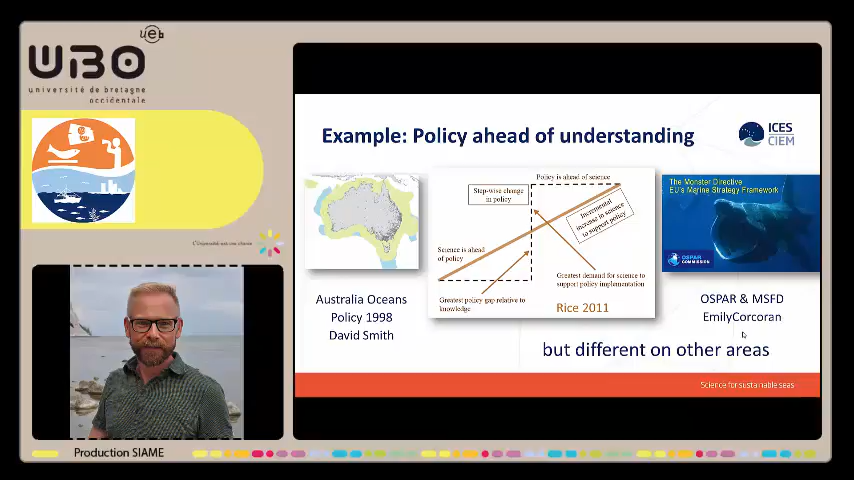 ueb
UBO
université de bretagne
occidentale
Example: Policy ahead of understanding
ICES
CIEM
Policy is ahead of science
Step-wise change
in policy
Incremental
increase in science
to support policy
Science is ahead
of policy
Greatest demand for science to
support policy implementation
Greatest policy gap relative to
knowledge
Rice 2011
The Monster Directive
EU's Marine Strategy Framework
OSPAR
COMMISSION
Australia Oceans
Policy 1998
David Smith
OSPAR & MSFD
EmilyCorcoran
but different on other areas
Science for sustainable seas
Production SIAME